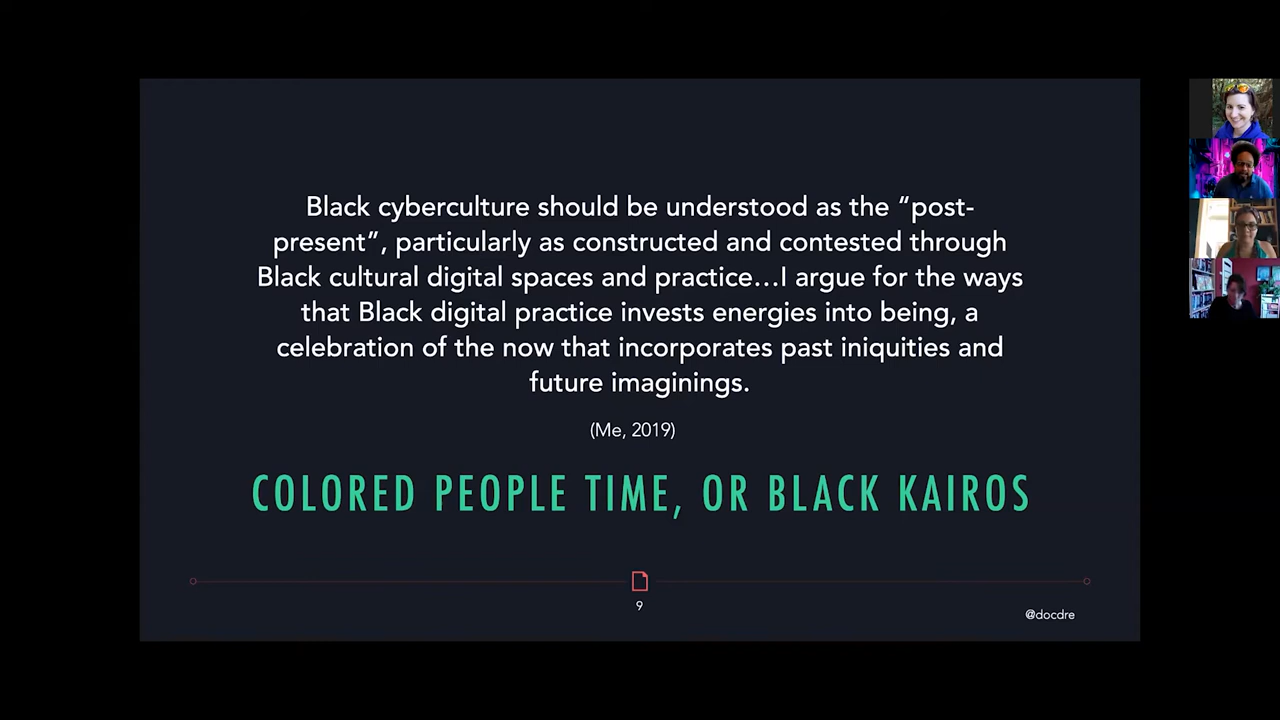 Black cyberculture should be understood as the “post-
present”, particularly as constructed and contested through
Black cultural digital spaces and practice…I argue for the ways
that Black digital practice invests energies into being, a
celebration of the now that incorporates past iniquities and
future imaginings.
(Me, 2019)
COLORED PEOPLE TIME, OR BLACK KAIROS
9
@docdre